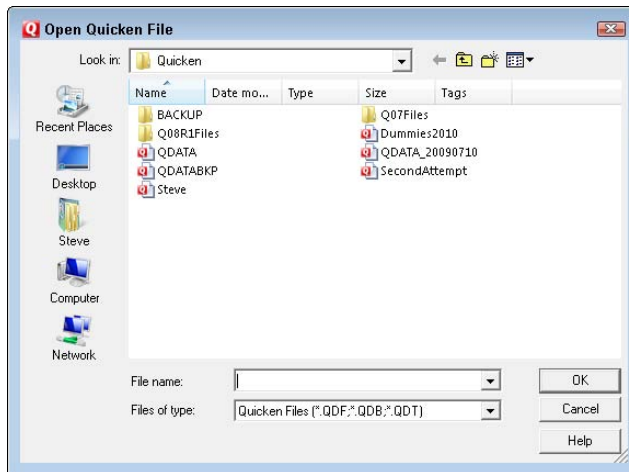 Open Quicken File
Look in: Quicken
Name Date mo... Type Size Tags
BACKUP Q07Files
Q08R1Files Dummies2010
QDATA QDATA_20090710
QDATABKP SecondAttempt
Steve
Recent Places
Desktop
Steve
Computer
Network
File name: OK
Files of type: Quicken Files (*.QDF;*.QDB;*.QDT) Cancel
Help